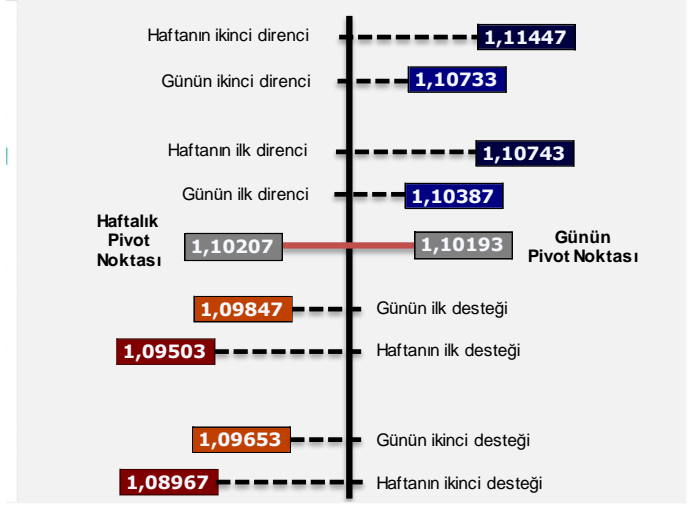 Haftanın ikinci direnci 1,11447
Günün ikinci direnci 1,10733
Haftanın ilk direnci 1,10743
Günün ilk direnci 1,10387
Haftalık
Pivot
Noktası
1,10207 1,10193
Günün
Pivot Noktası
1,09847 Günün ilk desteği
1,09503 Haftanın ilk desteği
1,09653 Günün ikinci desteği
1,08967 Haftanın ikinci desteği